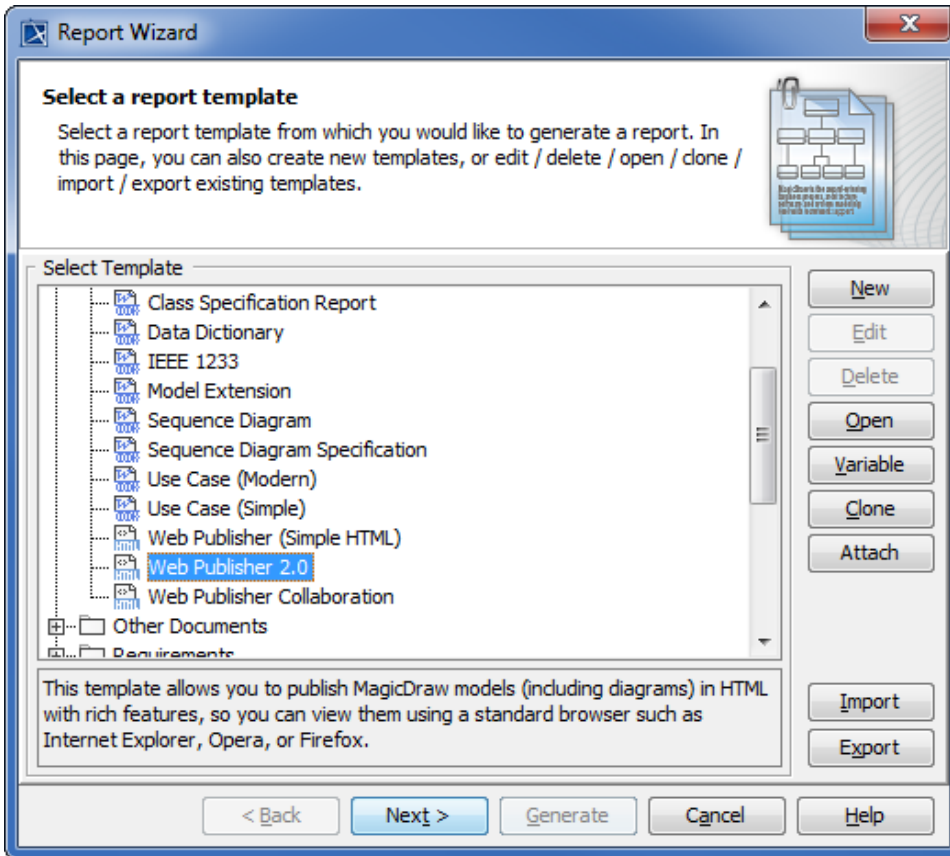 Report Wizard
Select a report template
Select a report template from which you would like to generate a report. In
this page, you can also create new templates, or edit / delete / open / clone /
import / export existing templates.
Select Template
Class Specification Report
Data Dictionary
IEEE 1233
Model Extension
Sequence Diagram
Sequence Diagram Specification
Use Case (Modern)
Use Case (Simple)
Web Publisher (Simple HTML)
Web Publisher 2.0
Web Publisher Collaboration
Other Documents
Requirements
New
Edit
Delete
Open
Variable
Clone
Attach
This template allows you to publish MagicDraw models (including diagrams) in HTML
with rich features, so you can view them using a standard browser such as
Internet Explorer, Opera, or Firefox.
Import
Export
< Back
Next >
Generate
Cancel
Help